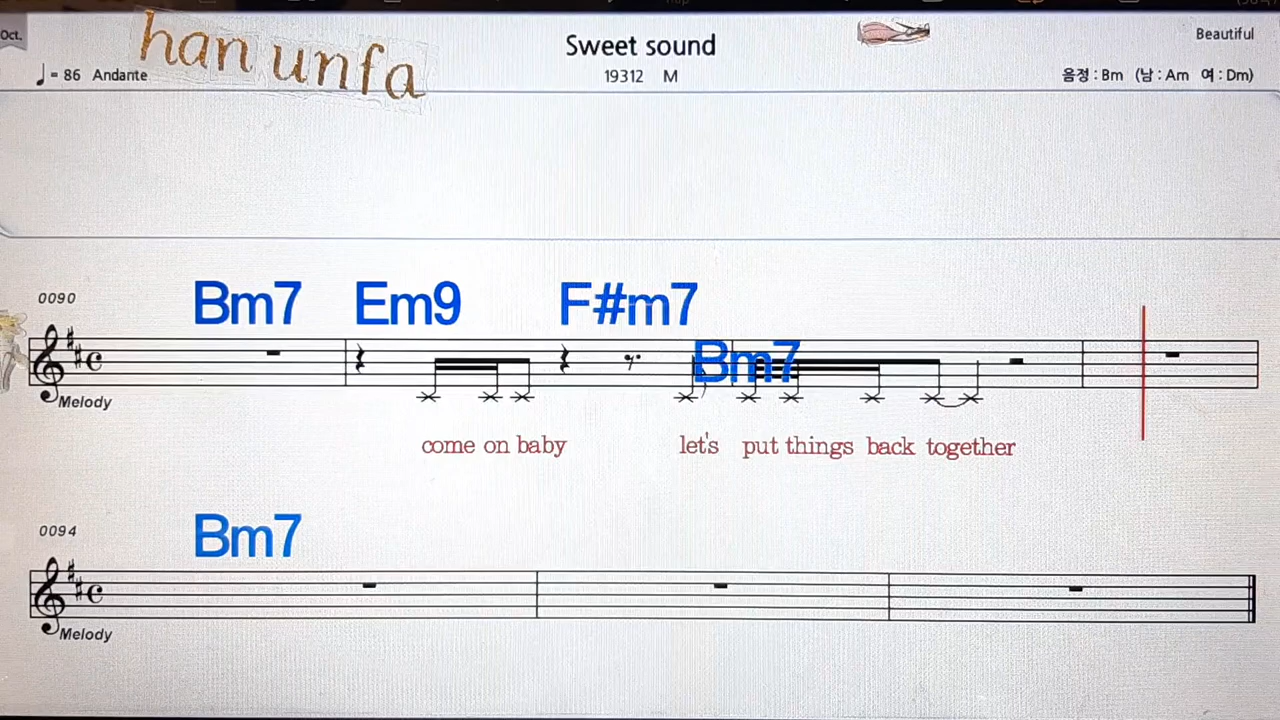 Oct.
han unfa
Sweet sound
Beautiful
♩= 86 Andante
19312 M
음정 : Bm (남 : Am 여 : Dm)
0090
Bm7 Em9 F#m7
Bm7
Melody
come on baby let's put things back together
0094
Bm7
Melody